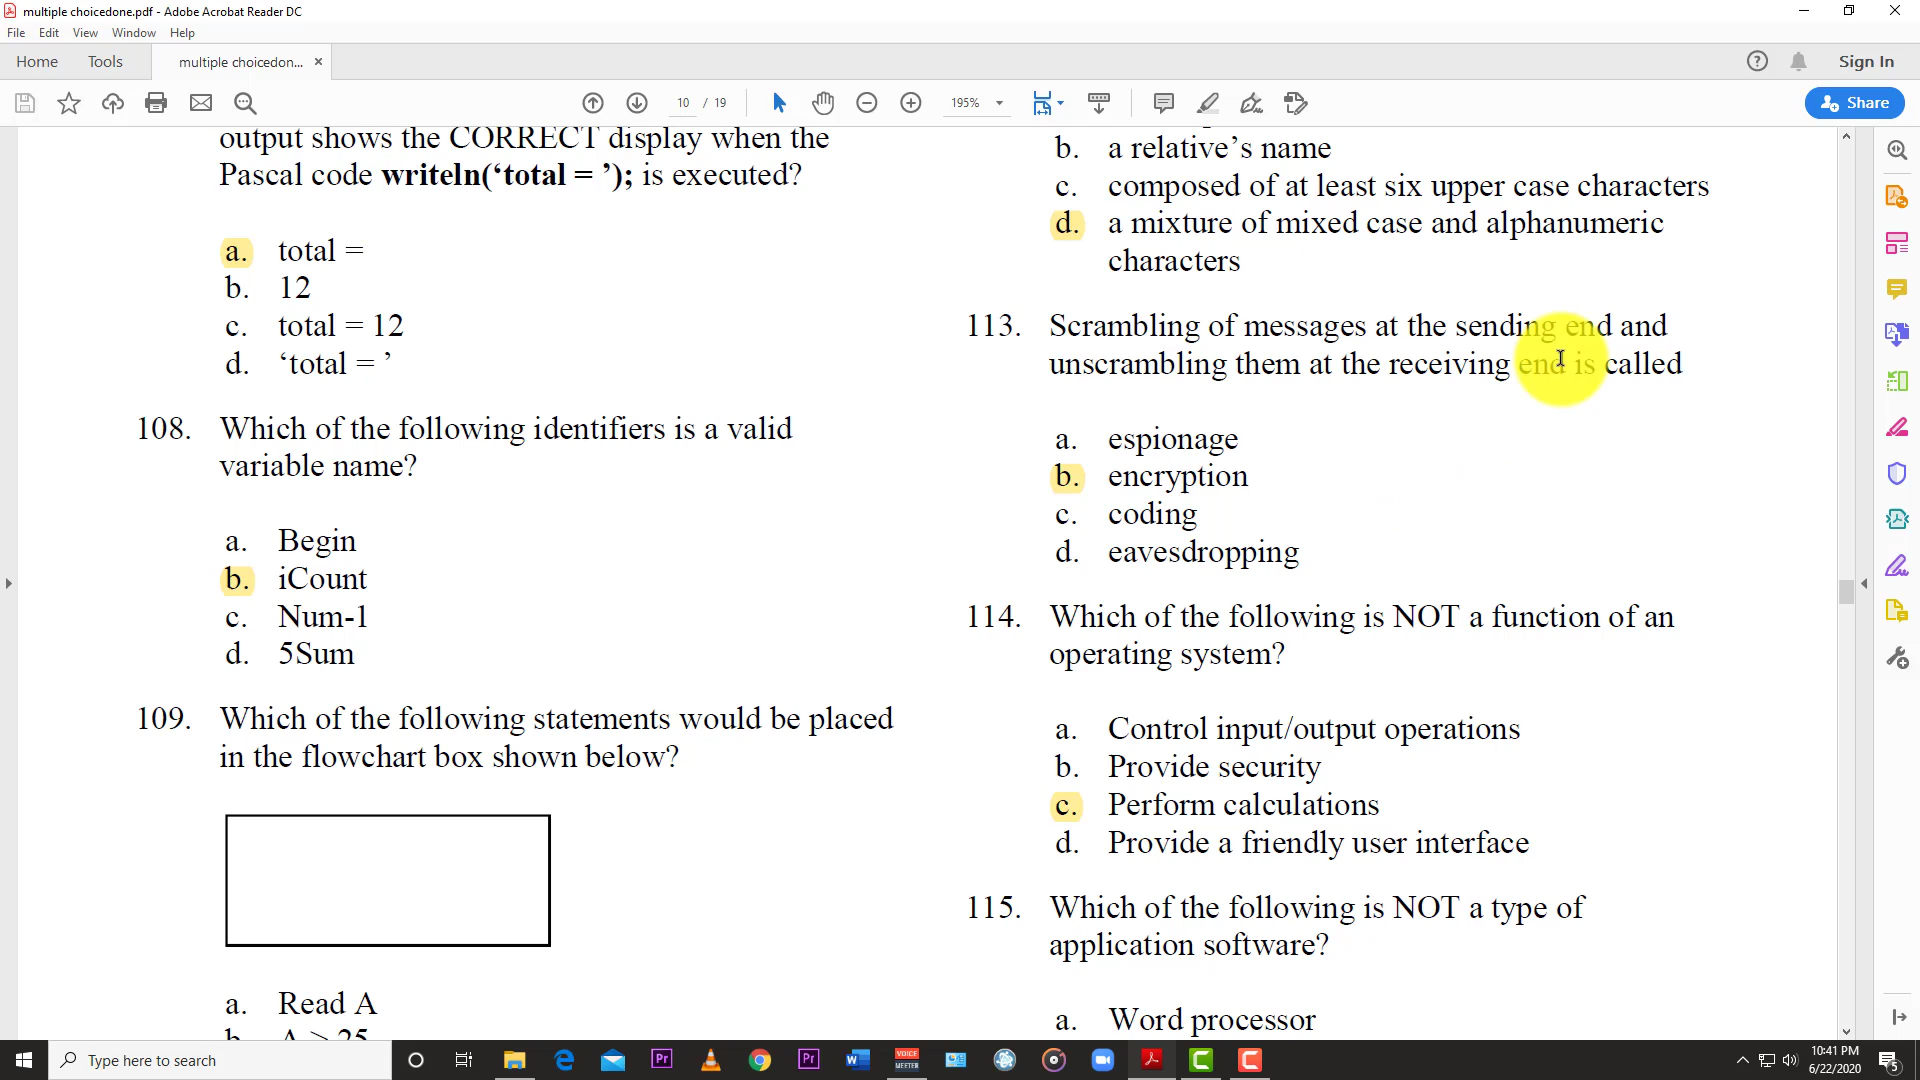 multiple choicedone.pdf - Adobe Acrobat Reader DC
File Edit View Window Help
Home Tools multiple choicedon... × Sign In
10 / 19 195% Share
output shows the CORRECT display when the
Pascal code writeln(‘total = ’); is executed?
a. total =
b. 12
c. total = 12
d. ‘total = ’
108. Which of the following identifiers is a valid
variable name?
a. Begin
b. iCount
c. Num-1
d. 5Sum
109. Which of the following statements would be placed
in the flowchart box shown below?
a. Read A
b. A > 25
b. a relative’s name
c. composed of at least six upper case characters
d. a mixture of mixed case and alphanumeric
characters
113. Scrambling of messages at the sending end and
unscrambling them at the receiving end is called
a. espionage
b. encryption
c. coding
d. eavesdropping
114. Which of the following is NOT a function of an
operating system?
a. Control input/output operations
b. Provide security
c. Perform calculations
d. Provide a friendly user interface
115. Which of the following is NOT a type of
application software?
a. Word processor
Type here to search
Pr
Pr
VOICE
MEETER
10:41 PM
6/22/2020
5